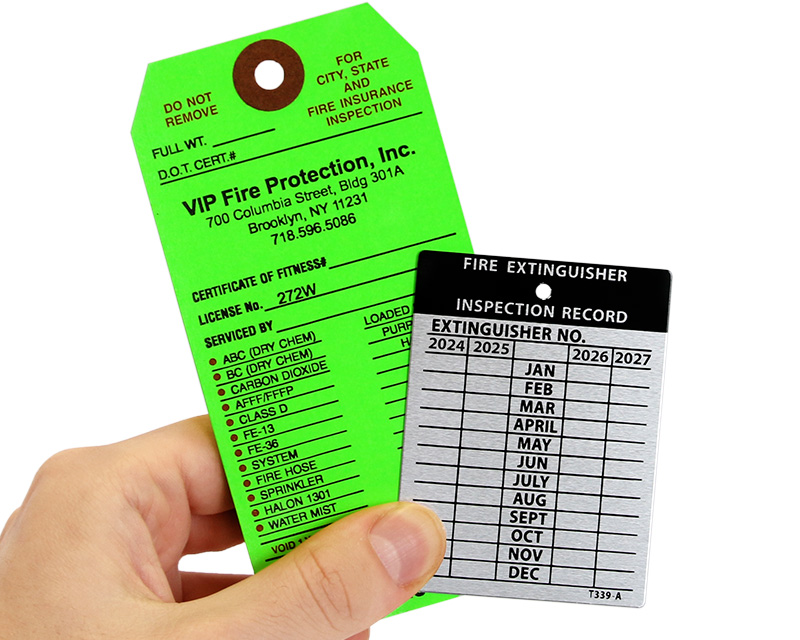 DO NOT
REMOVE
FOR
CITY, STATE
AND
FIRE INSURANCE
INSPECTION
FULL WT.
D.O.T. CERT.#
VIP Fire Protection, Inc.
700 Columbia Street, Bldg 301A
Brooklyn, NY 11231
718.596.5086
CERTIFICATE OF FITNESS#
LICENSE No. 272W
SERVICED BY
LOADED
ABC (DRY CHEM)
BC (DRY CHEM)
CARBON DIOXIDE
AFFF/FFFP
CLASS D
FE-13
FE-36
SYSTEM
FIRE HOSE
SPRINKLER
HALON 1301
WATER MIST
VOID
FIRE EXTINGUISHER
INSPECTION RECORD
EXTINGUISHER NO.
2024 2025 2026 2027
JAN
FEB
MAR
APRIL
MAY
JUN
JULY
AUG
SEPT
OCT
NOV
DEC
T339-A